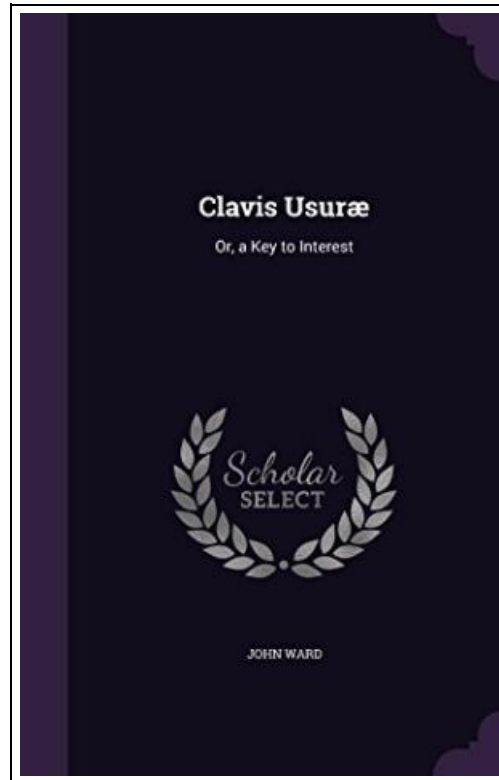 Clavis Usuræ
Or, a Key to Interest
Scholar
SELECT
JOHN WARD